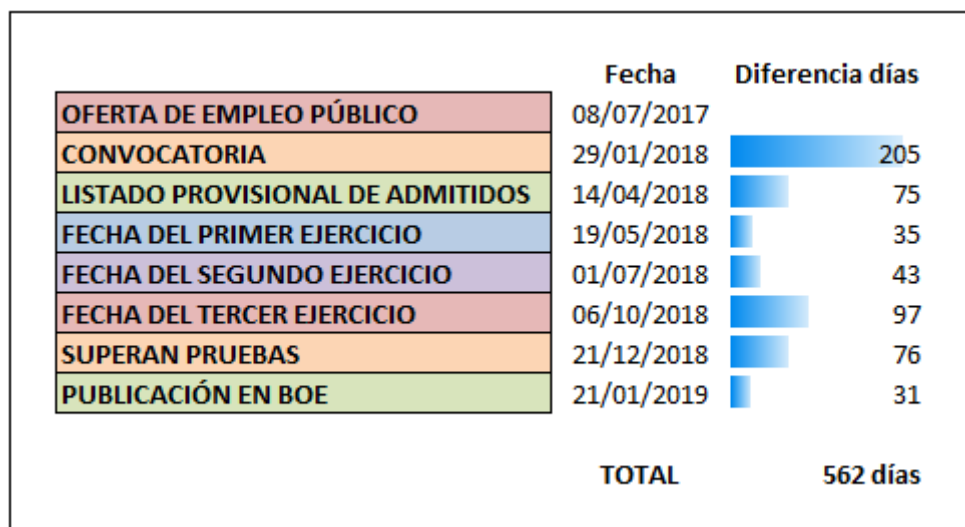 Fecha Diferencia días
OFERTA DE EMPLEO PÚBLICO 08/07/2017
CONVOCATORIA 29/01/2018 205
LISTADO PROVISIONAL DE ADMITIDOS 14/04/2018 75
FECHA DEL PRIMER EJERCICIO 19/05/2018 35
FECHA DEL SEGUNDO EJERCICIO 01/07/2018 43
FECHA DEL TERCER EJERCICIO 06/10/2018 97
SUPERAN PRUEBAS 21/12/2018 76
PUBLICACIÓN EN BOE 21/01/2019 31
TOTAL 562 días